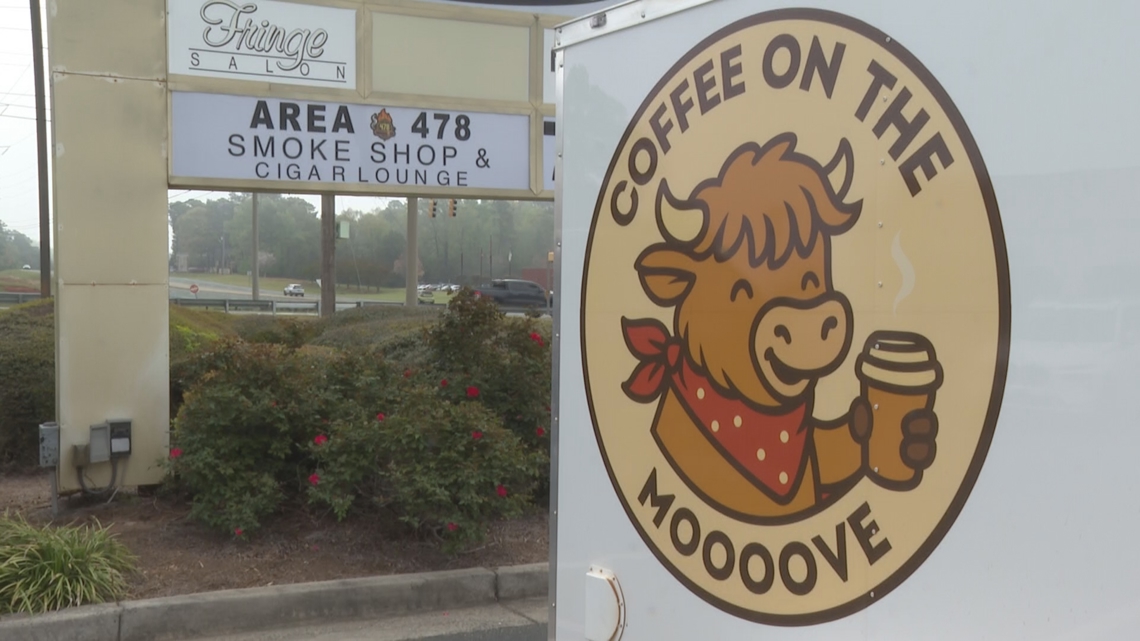 Fringe
SALON
AREA 478
SMOKE SHOP &
CIGAR LOUNGE
COFFEE ON THE
MOOOOVE